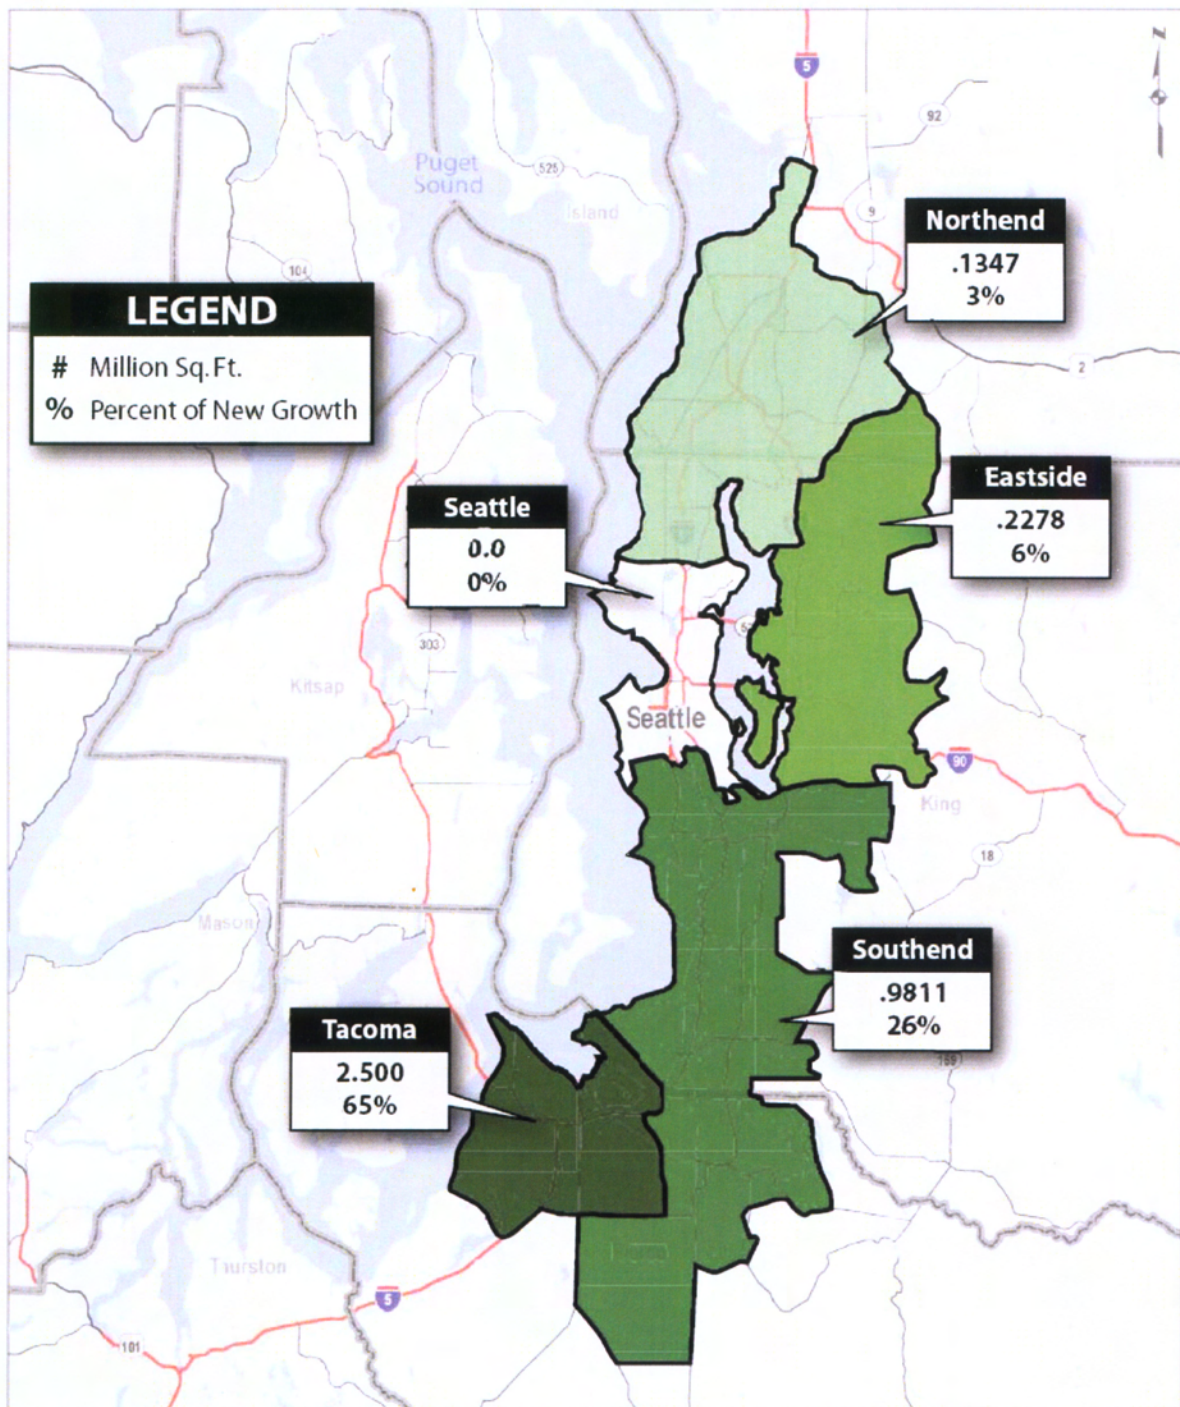 N
5
92
Puget
Sound
525
Island
9
Northend
.1347
3%
104
LEGEND
# Million Sq. Ft.
% Percent of New Growth
2
Eastside
.2278
6%
Seattle
0.0
0%
303
Kitsap
Seattle
90
King
18
Mason
Southend
.9811
26%
Tacoma
2.500
65%
169
Thurston
5
101